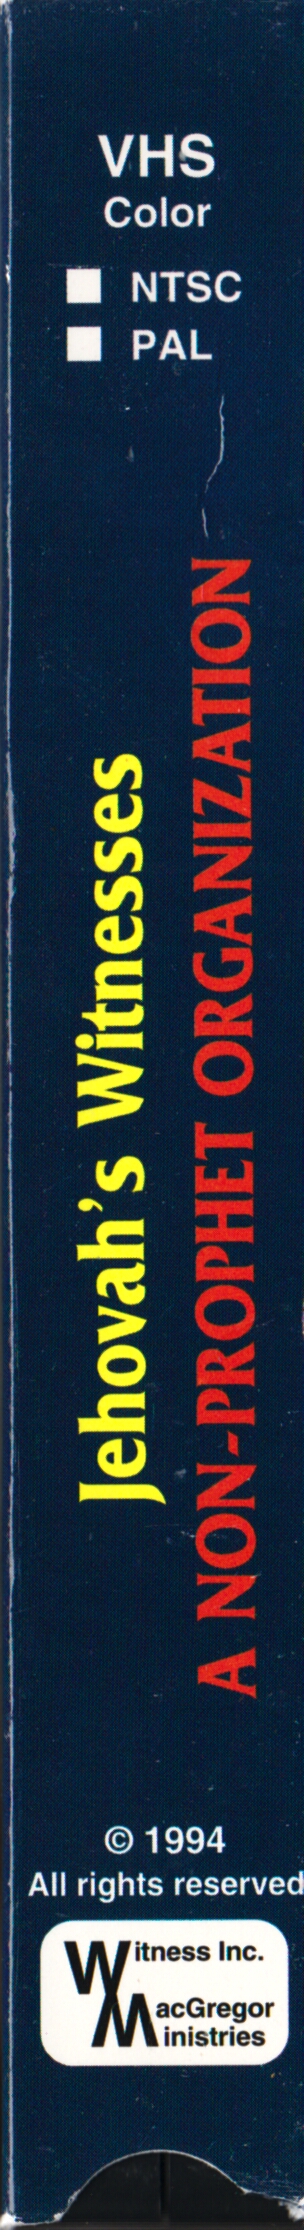 VHS
Color
NTSC
PAL
Jehovah's Witnesses
A NON-PROPHET ORGANIZATION
© 1994
All rights reserved
Witness Inc.
MacGregor
Ministries